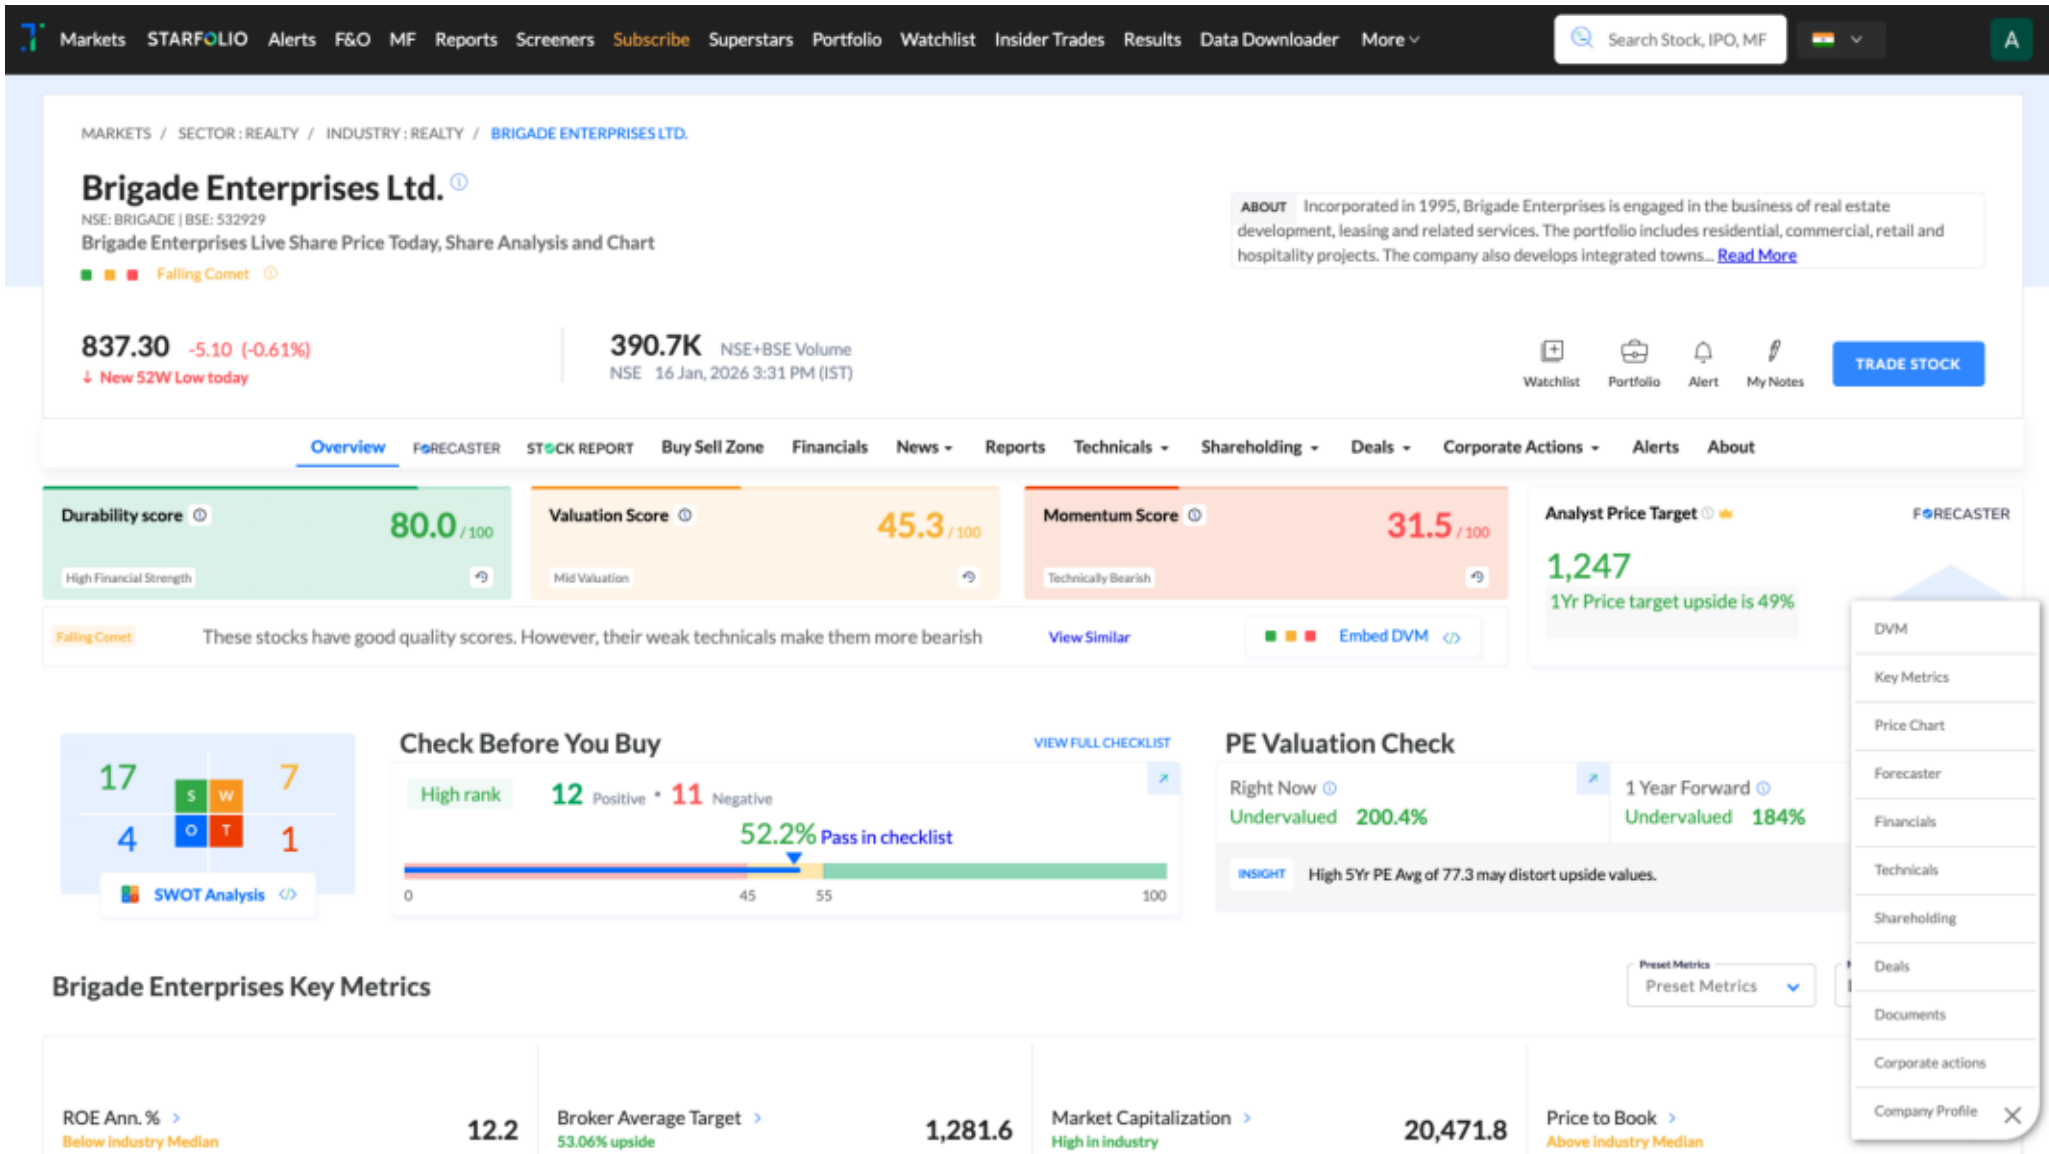 Markets STARFOLIO Alerts F&O MF Reports Screeners Subscribe Superstars Portfolio Watchlist Insider Trades Results Data Downloader More Search Stock, IPO, MF A
MARKETS / SECTOR : REALTY / INDUSTRY : REALTY / BRIGADE ENTERPRISES LTD.
Brigade Enterprises Ltd.
NSE: BRIGADE | BSE: 532929
Brigade Enterprises Live Share Price Today, Share Analysis and Chart
Falling Comet
ABOUT Incorporated in 1995, Brigade Enterprises is engaged in the business of real estate
development, leasing and related services. The portfolio includes residential, commercial, retail and
hospitality projects. The company also develops integrated towns... Read More
837.30 -5.10 (-0.61%)
↓ New 52W Low today
390.7K NSE+BSE Volume
NSE 16 Jan, 2026 3:31 PM (IST)
Watchlist Portfolio Alert My Notes TRADE STOCK
Overview FORECASTER STOCK REPORT Buy Sell Zone Financials News Reports Technicals Shareholding Deals Corporate Actions Alerts About
Durability score 80.0 / 100
High Financial Strength
Valuation Score 45.3 / 100
Mid Valuation
Momentum Score 31.5 / 100
Technically Bearish
Analyst Price Target FORECASTER
1,247
1Yr Price target upside is 49%
Falling Comet These stocks have good quality scores. However, their weak technicals make them more bearish View Similar Embed DVM </>
17 7
S W
O T
4 1
SWOT Analysis </>
Check Before You Buy VIEW FULL CHECKLIST
High rank 12 Positive • 11 Negative
52.2% Pass in checklist
0 45 55 100
PE Valuation Check
Right Now
Undervalued 200.4%
1 Year Forward
Undervalued 184%
INSIGHT High 5Yr PE Avg of 77.3 may distort upside values.
DVM
Key Metrics
Price Chart
Forecaster
Financials
Technicals
Shareholding
Deals
Documents
Corporate actions
Company Profile
Brigade Enterprises Key Metrics
Preset Metrics
Preset Metrics
ROE Ann. % 12.2
Below industry Median
Broker Average Target 1,281.6
53.06% upside
Market Capitalization 20,471.8
High in industry
Price to Book
Above industry Median